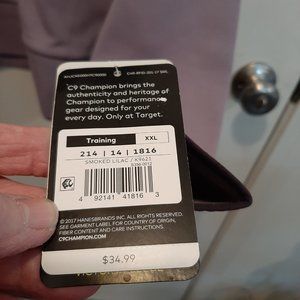 C9 Champion brings the
authenticity and heritage of
Champion to performance
gear designed for your
every day. Only at Target.
Training XXL
214 | 14 | 1816
SMOKED LILAC / K9621
4 92141 41816 3
© 2017 HANESBRANDS INC. ALL RIGHTS RESERVED.
SEE GARMENT LABEL FOR COUNTRY OF ORIGIN,
FIBER CONTENT AND CARE INSTRUCTIONS.
C9CHAMPION.COM
$34.99